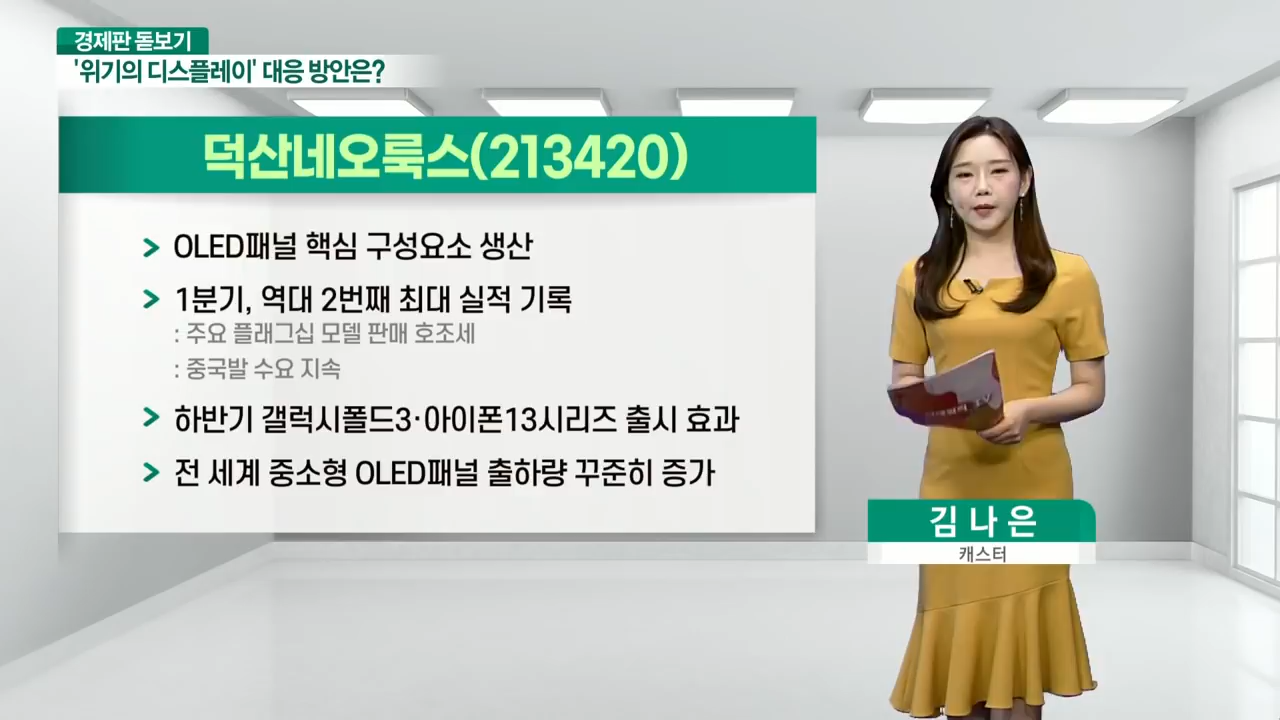 경제판 돋보기
'위기의 디스플레이' 대응 방안은?
덕산네오룩스(213420)
> OLED패널 핵심 구성요소 생산
> 1분기, 역대 2번째 최대 실적 기록
: 주요 플래그십 모델 판매 호조세
: 중국발 수요 지속
> 하반기 갤럭시폴드3·아이폰13시리즈 출시 효과
> 전 세계 중소형 OLED패널 출하량 꾸준히 증가
김나은
캐스터